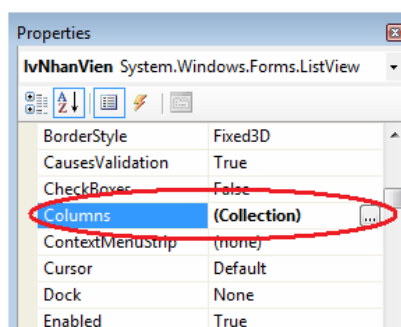 Properties
lvNhanVien System.Windows.Forms.ListView
BorderStyle Fixed3D
CausesValidation True
CheckBoxes False
Columns (Collection) ...
ContextMenuStrip (none)
Cursor Default
Dock None
Enabled True